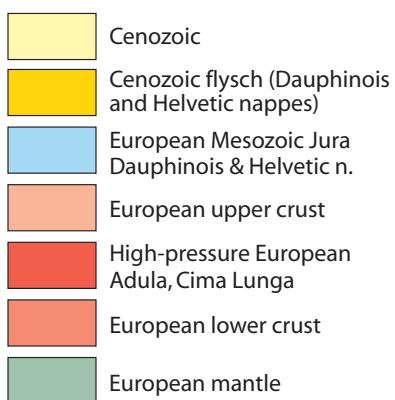 Cenozoic
Cenozoic flysch (Dauphinois
and Helvetic nappes)
European Mesozoic Jura
Dauphinois & Helvetic n.
European upper crust
High-pressure European
Adula, Cima Lunga
European lower crust
European mantle